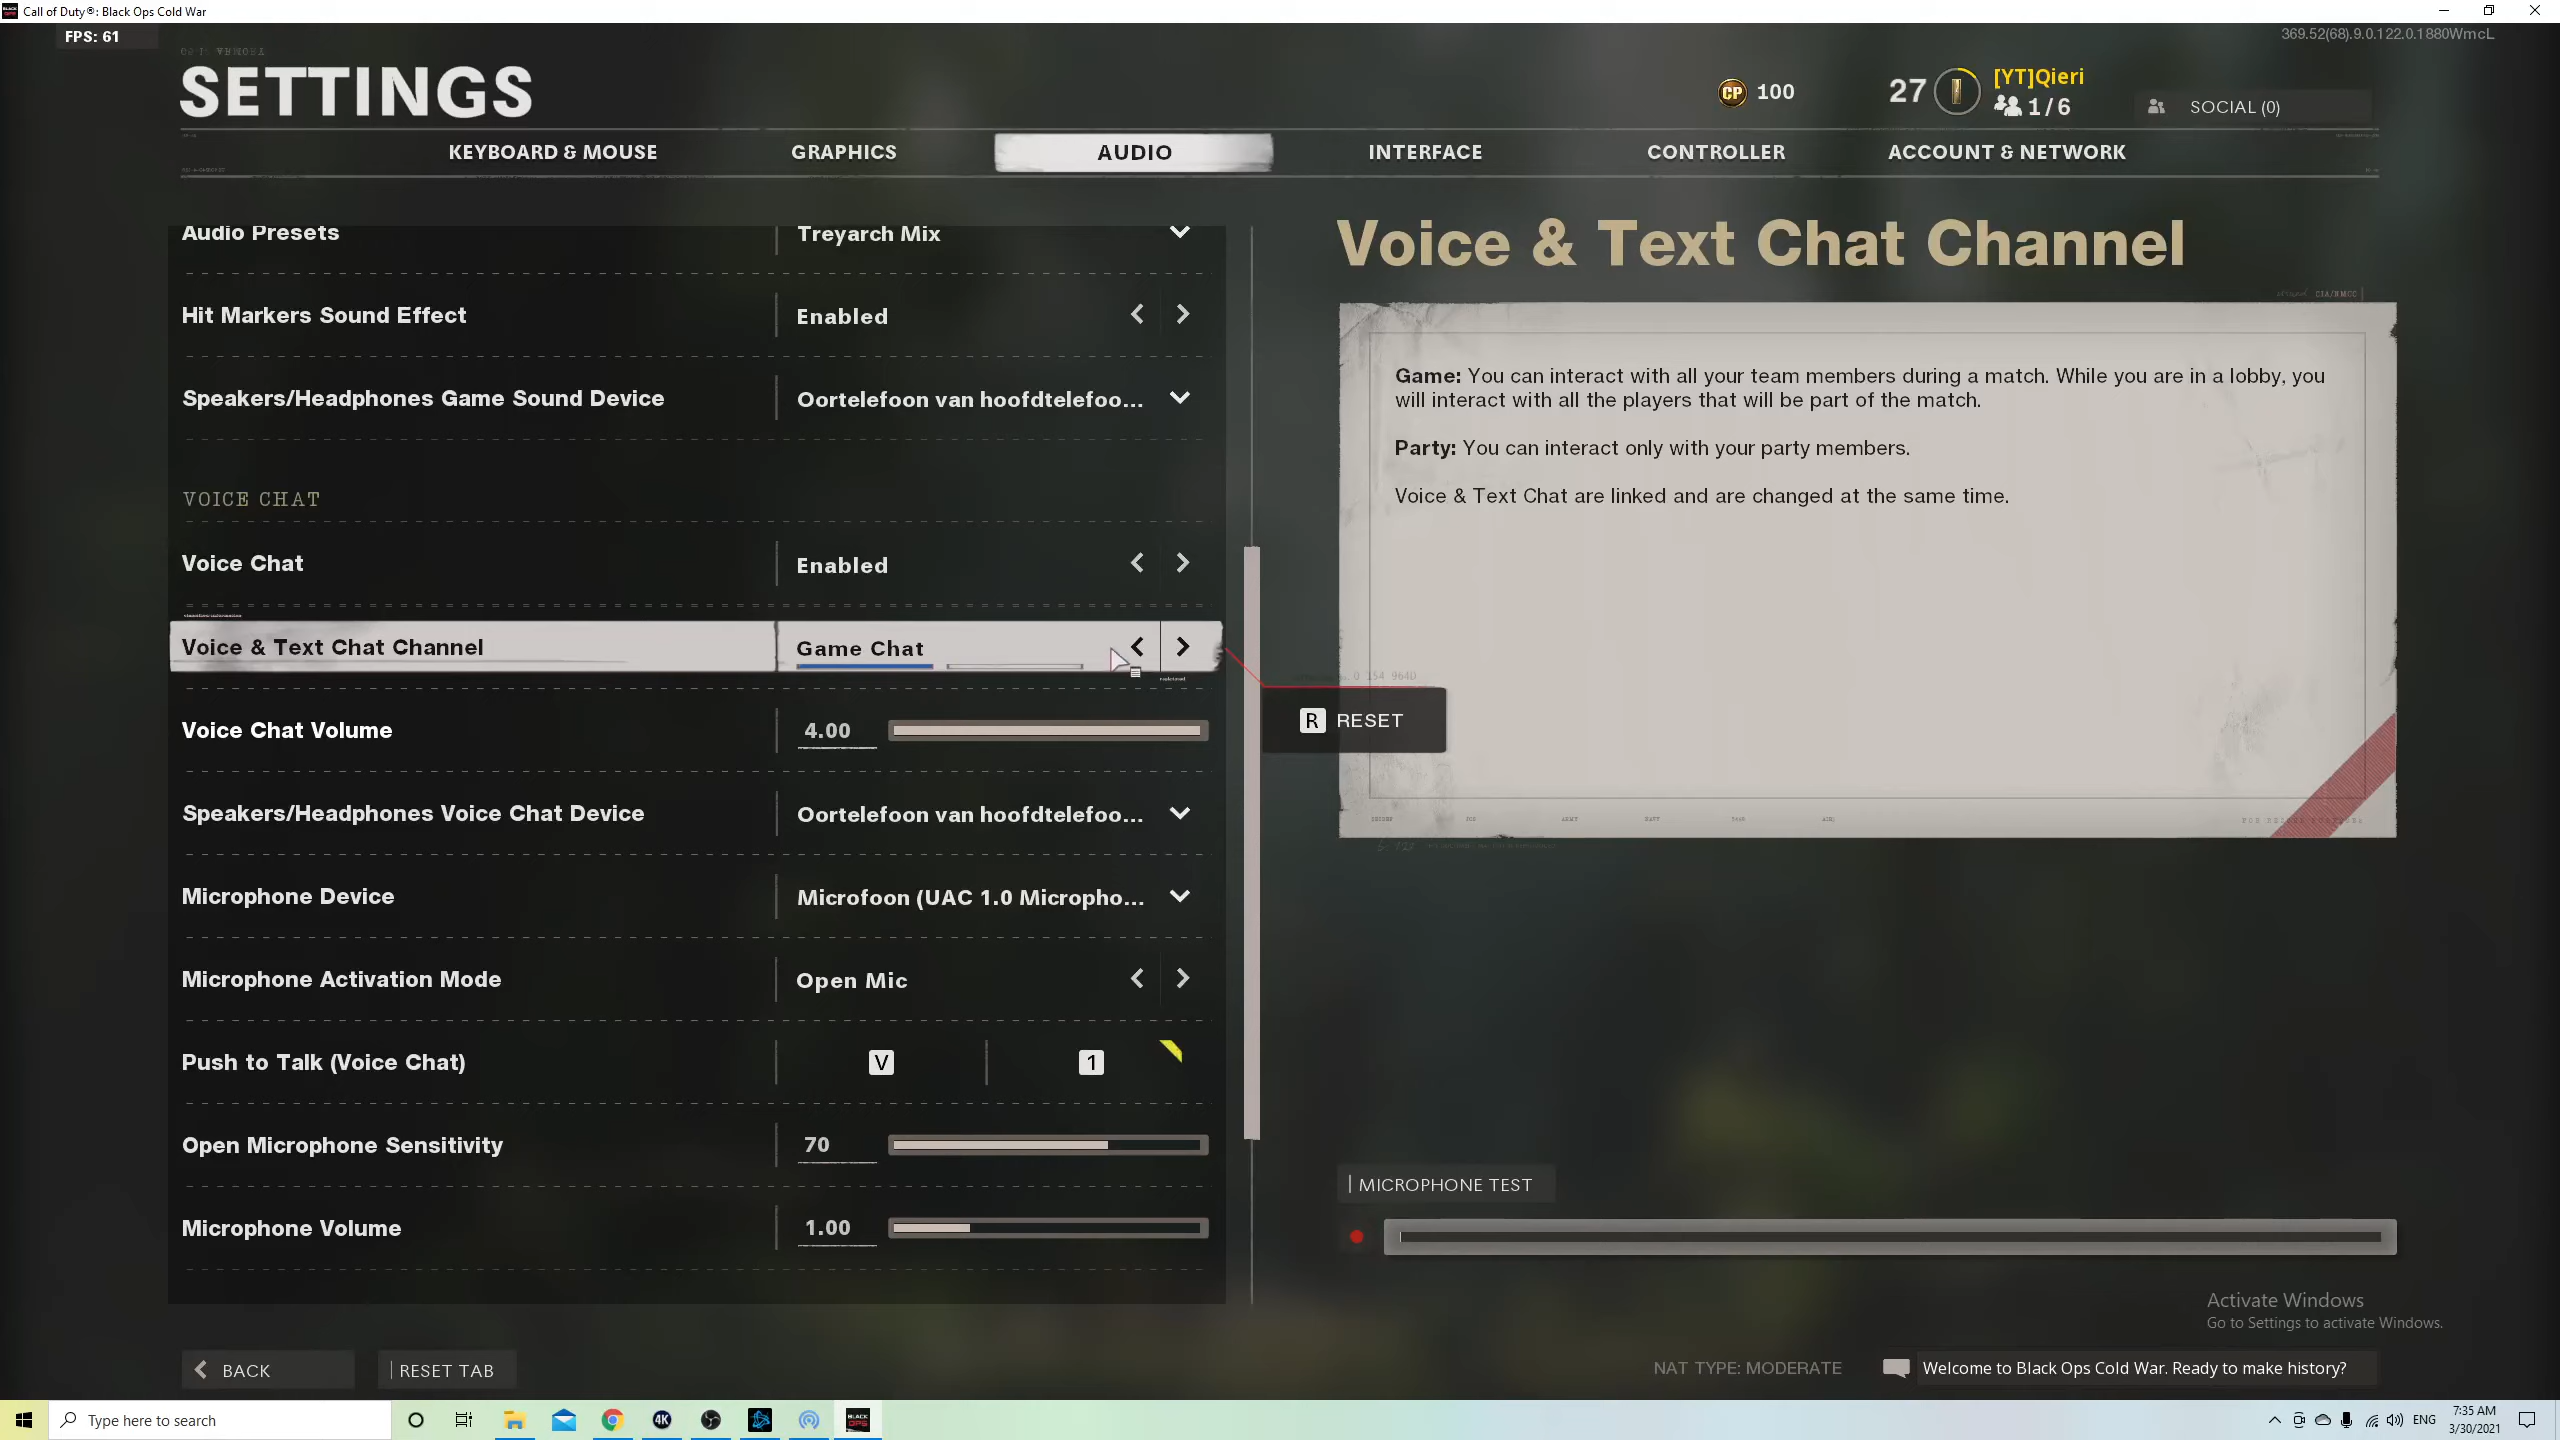 Call of Duty®: Black Ops Cold War
FPS: 61
369.52(68).9.0.122.0.1880WmcL
SETTINGS
CP 100
27
[YT]Qieri
1 / 6
SOCIAL (0)
KEYBOARD & MOUSE
GRAPHICS
AUDIO
INTERFACE
CONTROLLER
ACCOUNT & NETWORK
Audio Presets
Treyarch Mix
Hit Markers Sound Effect
Enabled
Speakers/Headphones Game Sound Device
Oortelefoon van hoofdtelefoo...
VOICE CHAT
Voice Chat
Enabled
Voice & Text Chat Channel
Game Chat
Voice Chat Volume
4.00
Speakers/Headphones Voice Chat Device
Oortelefoon van hoofdtelefoo...
Microphone Device
Microfoon (UAC 1.0 Micropho...
Microphone Activation Mode
Open Mic
Push to Talk (Voice Chat)
V
1
Open Microphone Sensitivity
70
Microphone Volume
1.00
R RESET
Voice & Text Chat Channel
CIA/KMCC
Game: You can interact with all your team members during a match. While you are in a lobby, you
will interact with all the players that will be part of the match.
Party: You can interact only with your party members.
Voice & Text Chat are linked and are changed at the same time.
MICROPHONE TEST
Activate Windows
Go to Settings to activate Windows.
BACK
RESET TAB
NAT TYPE: MODERATE
Welcome to Black Ops Cold War. Ready to make history?
Type here to search
4K
BLACK
OPS
ENG
7:35 AM
3/30/2021